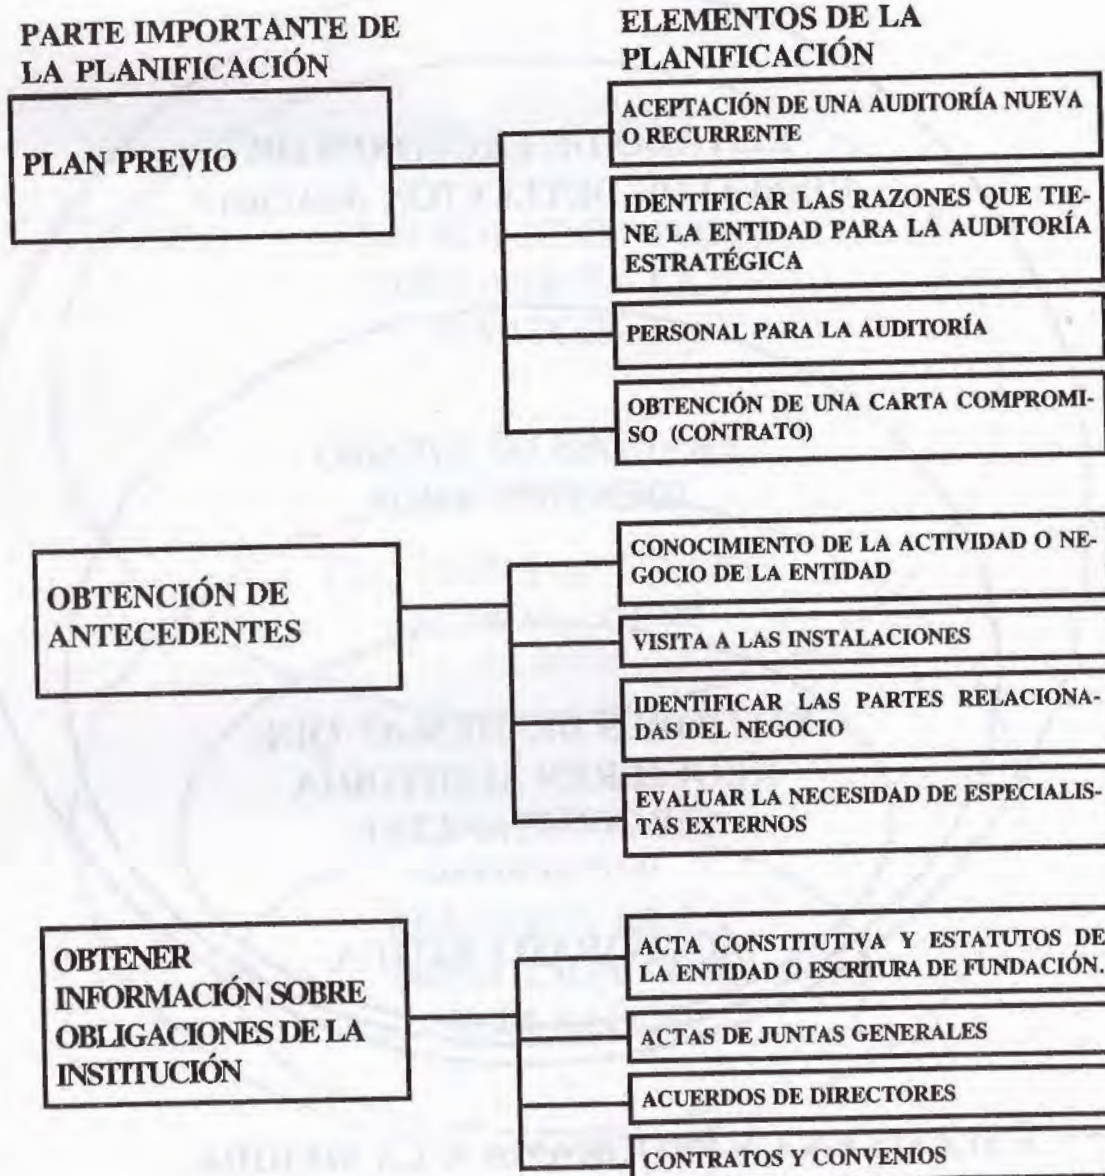 PARTE IMPORTANTE DE
LA PLANIFICACIÓN
ELEMENTOS DE LA
PLANIFICACIÓN
PLAN PREVIO
ACEPTACIÓN DE UNA AUDITORÍA NUEVA
O RECURRENTE
IDENTIFICAR LAS RAZONES QUE TIE-
NE LA ENTIDAD PARA LA AUDITORÍA
ESTRATÉGICA
PERSONAL PARA LA AUDITORÍA
OBTENCIÓN DE UNA CARTA COMPROMI-
SO (CONTRATO)
OBTENCIÓN DE
ANTECEDENTES
CONOCIMIENTO DE LA ACTIVIDAD O NE-
GOCIO DE LA ENTIDAD
VISITA A LAS INSTALACIONES
IDENTIFICAR LAS PARTES RELACIONA-
DAS DEL NEGOCIO
EVALUAR LA NECESIDAD DE ESPECIALIS-
TAS EXTERNOS
OBTENER
INFORMACIÓN SOBRE
OBLIGACIONES DE LA
INSTITUCIÓN
ACTA CONSTITUTIVA Y ESTATUTOS DE
LA ENTIDAD O ESCRITURA DE FUNDACIÓN.
ACTAS DE JUNTAS GENERALES
ACUERDOS DE DIRECTORES
CONTRATOS Y CONVENIOS